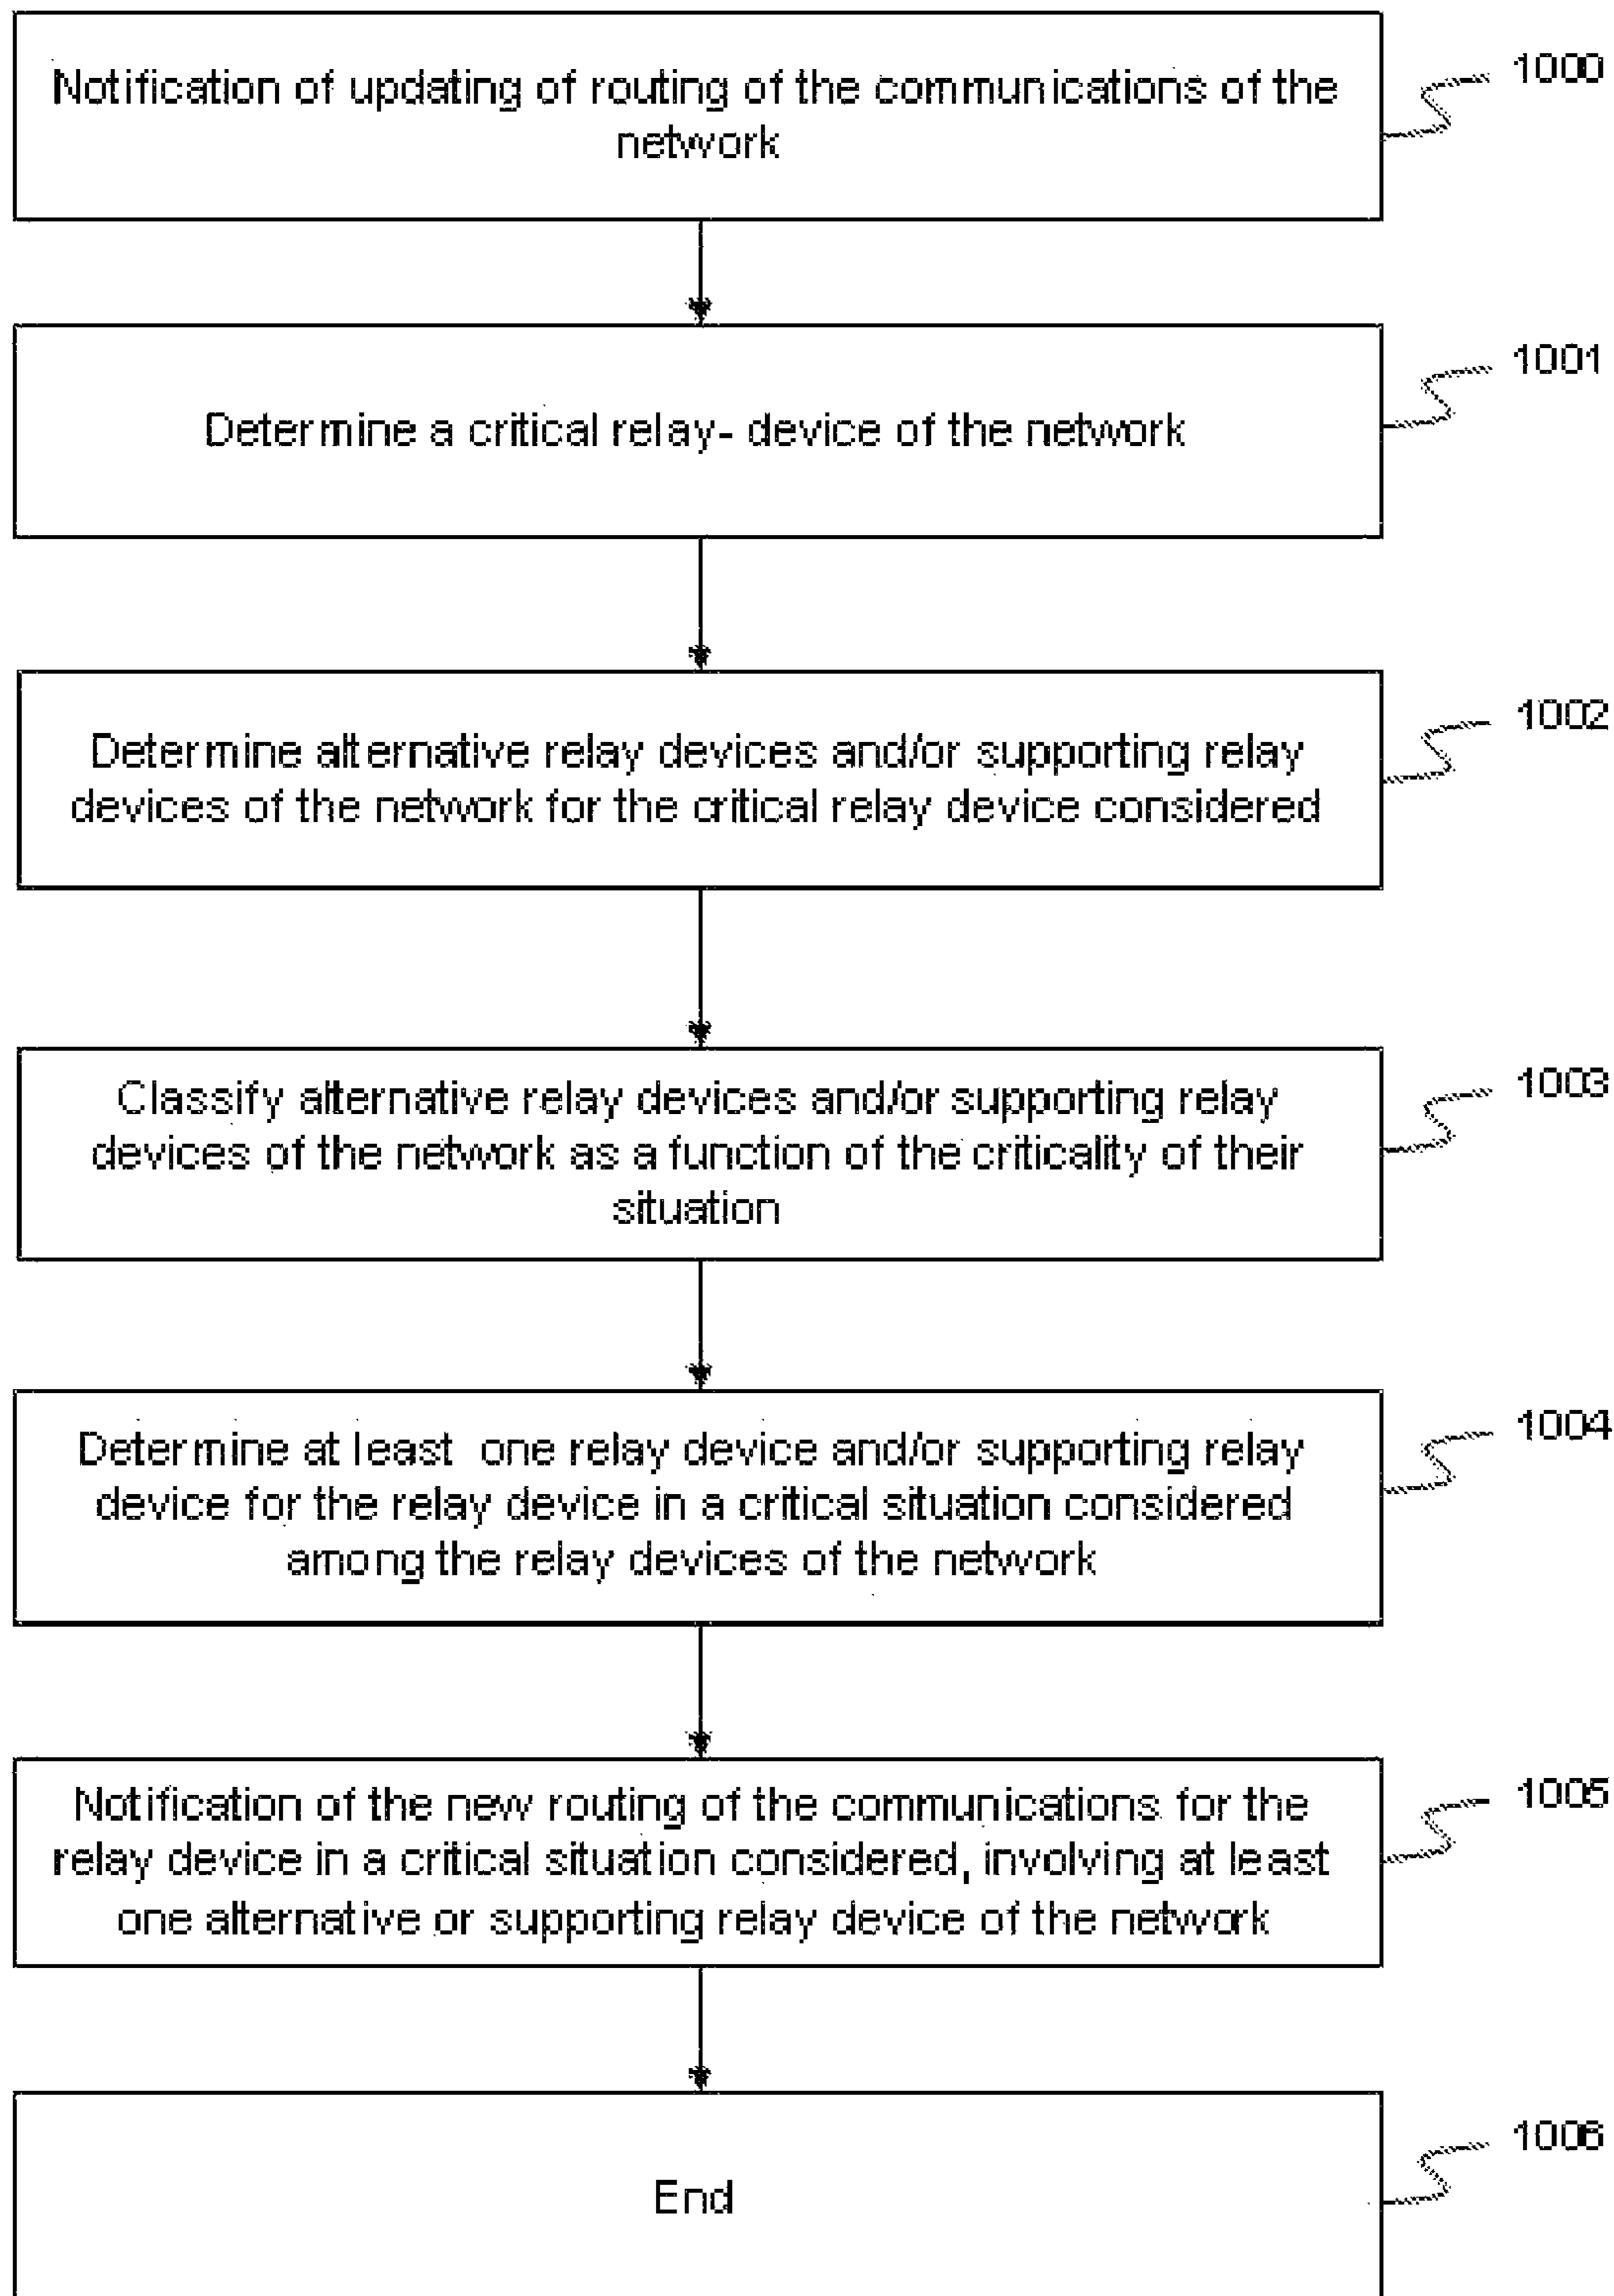 Notification of updating of routing of the communications of the
network
1000
Determine a critical relay- device of the network
1001
Determine alternative relay devices and/or supporting relay
devices of the network for the critical relay device considered
1002
Classify alternative relay devices and/or supporting relay
devices of the network as a function of the criticality of their
situation
1003
Determine at least one relay device and/or supporting relay
device for the relay device in a critical situation considered
among the relay devices of the network
1004
Notification of the new routing of the communications for the
relay device in a critical situation considered, involving at least
one alternative or supporting relay device of the network
1005
End
1006